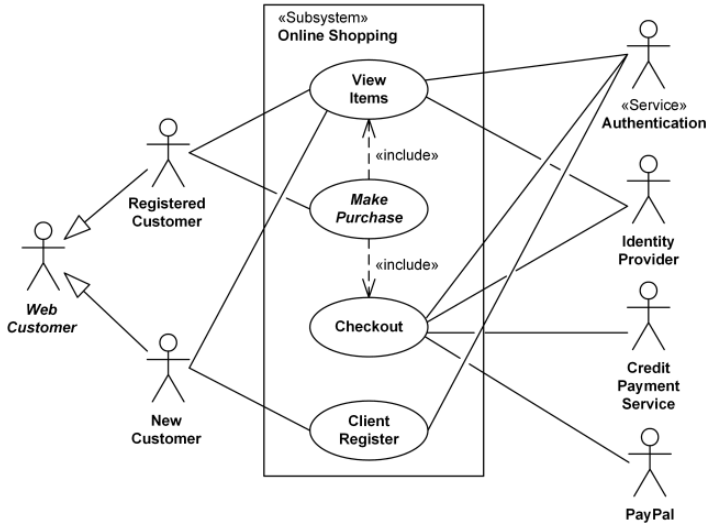 «Subsystem»
Online Shopping
View
Items
«Service»
Authentication
«include»
Registered
Customer
Make
Purchase
Identity
Provider
«include»
Web
Customer
Checkout
Credit
Payment
Service
New
Customer
Client
Register
PayPal